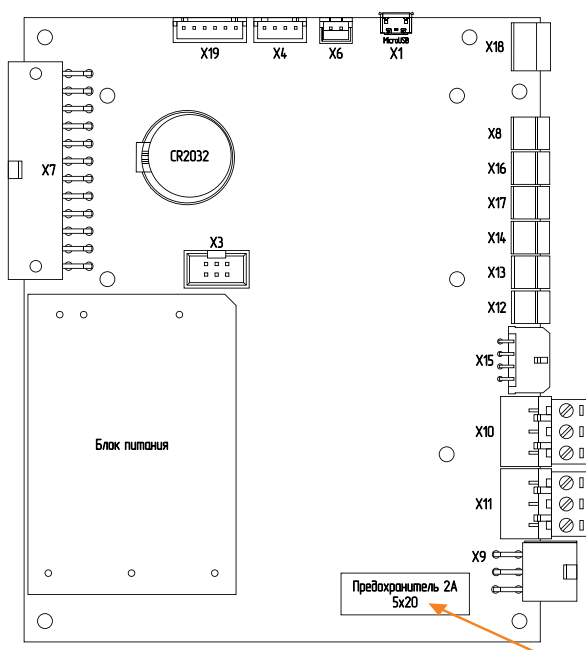 X19
X4
X6
MicroUSB
X1
X18
X8
X7
CR2032
X16
X17
X14
X3
X13
X12
X15
Блок питания
X10
X11
X9
Предохранитель 2А
5x20